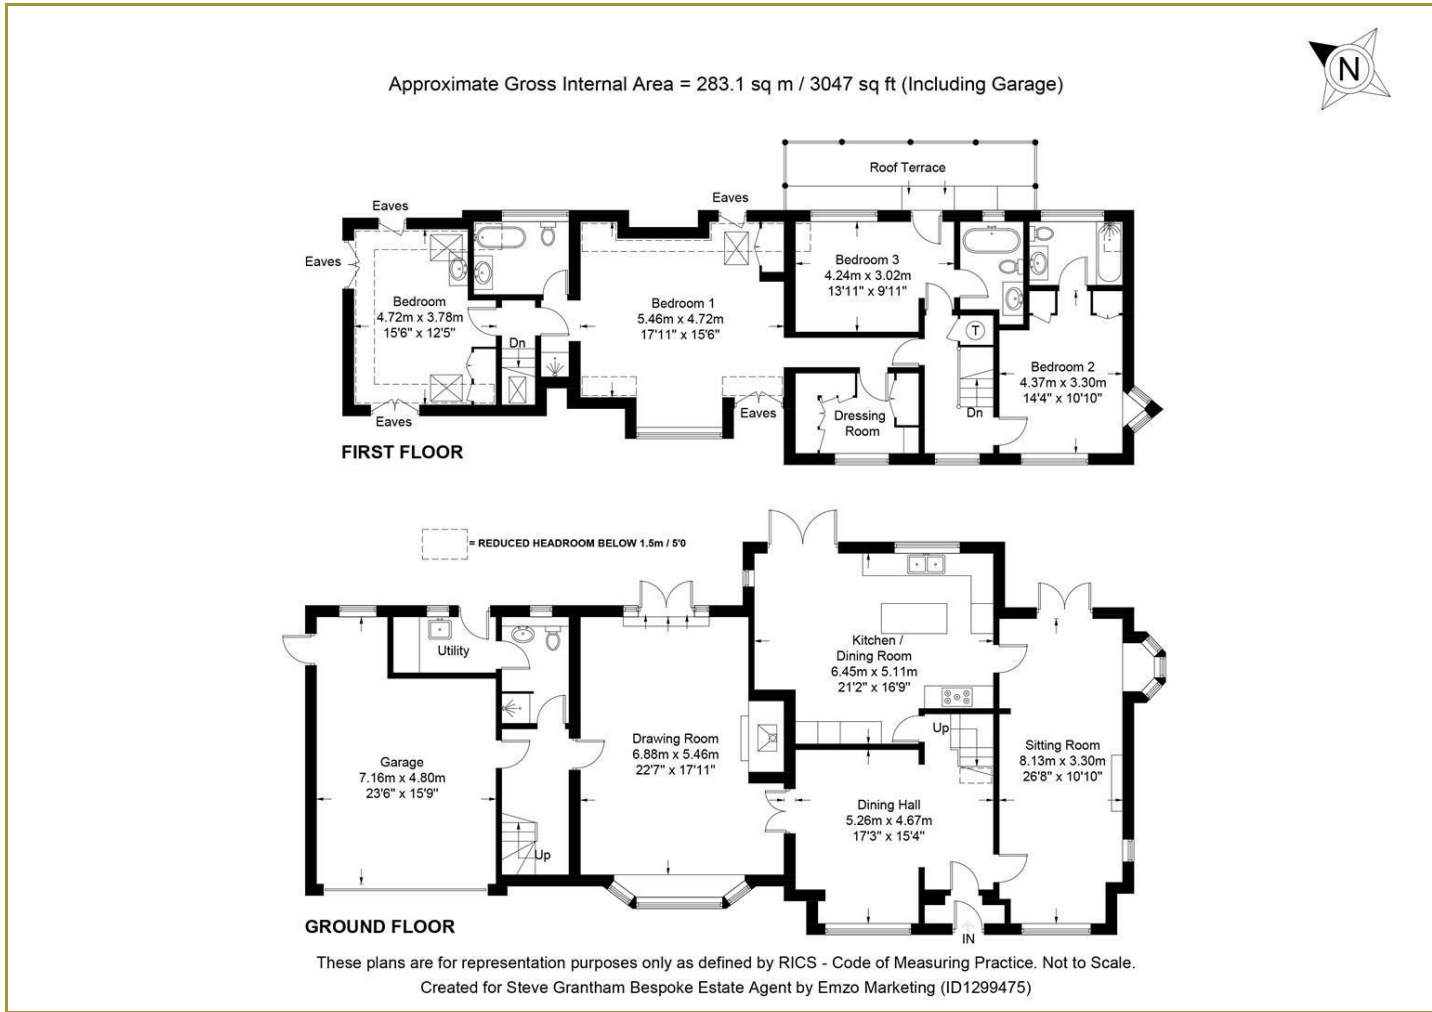 N
Approximate Gross Internal Area = 283.1 sq m / 3047 sq ft (Including Garage)
Roof Terrace
Eaves
Eaves
Eaves
Bedroom
4.72m x 3.78m
15'6" x 12'5"
Dn
Eaves
Bedroom 1
5.46m x 4.72m
17'11" x 15'6"
Eaves
Bedroom 3
4.24m x 3.02m
13'11" x 9'11"
T
Bedroom 2
4.37m x 3.30m
14'4" x 10'10"
Dn
Dressing
Room
FIRST FLOOR
= REDUCED HEADROOM BELOW 1.5m / 5'0
Utility
Kitchen /
Dining Room
6.45m x 5.11m
21'2" x 16'9"
Up
Garage
7.16m x 4.80m
23'6" x 15'9"
Drawing Room
6.88m x 5.46m
22'7" x 17'11"
Sitting Room
8.13m x 3.30m
26'8" x 10'10"
Dining Hall
5.26m x 4.67m
17'3" x 15'4"
Up
IN
GROUND FLOOR
These plans are for representation purposes only as defined by RICS - Code of Measuring Practice. Not to Scale.
Created for Steve Grantham Bespoke Estate Agent by Emzo Marketing (ID1299475)